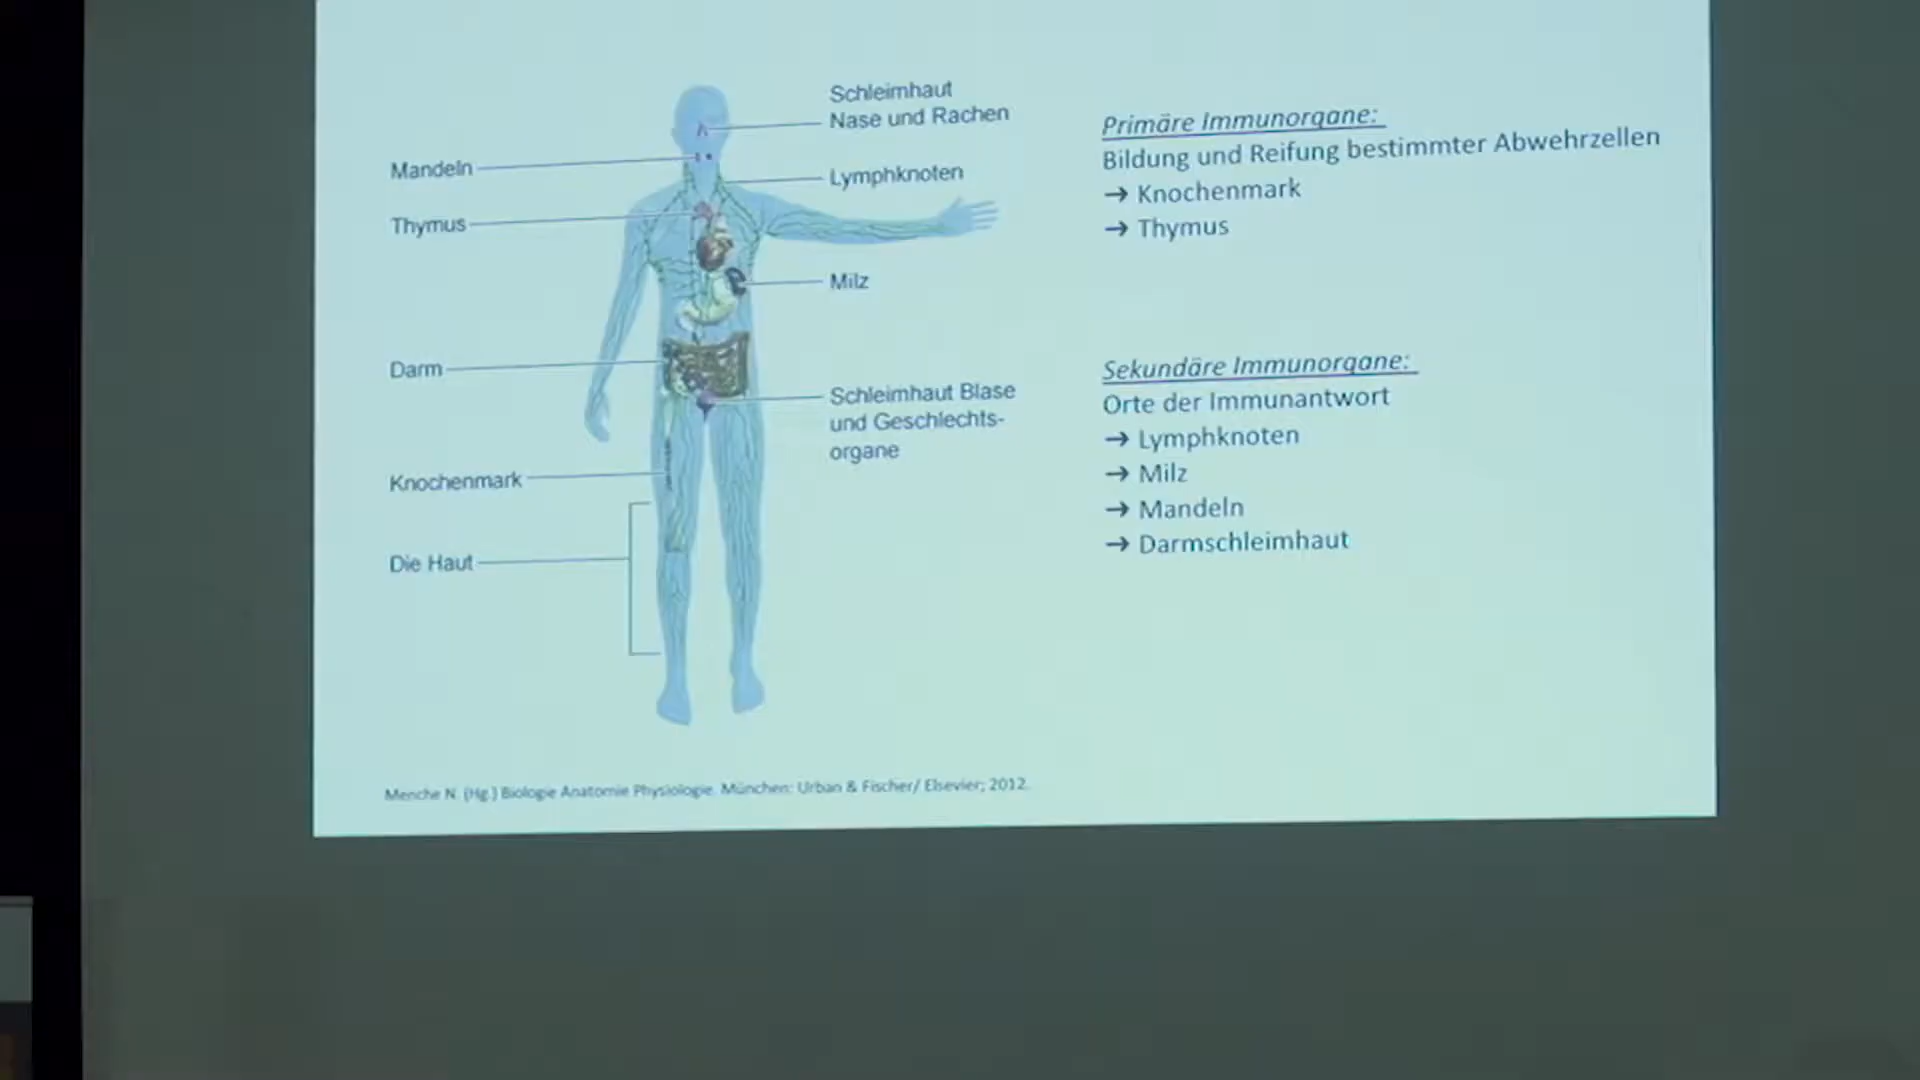 Schleimhaut
Nase und Rachen
Mandeln
Lymphknoten
Thymus
Milz
Darm
Schleimhaut Blase
und Geschlechts-
organe
Knochenmark
Die Haut
Primäre Immunorgane:
Bildung und Reifung bestimmter Abwehrzellen
→ Knochenmark
→ Thymus
Sekundäre Immunorgane:
Orte der Immunantwort
→ Lymphknoten
→ Milz
→ Mandeln
→ Darmschleimhaut
Menche N. (Hg.) Biologie Anatomie Physiologie. München: Urban & Fischer/ Elsevier; 2012.